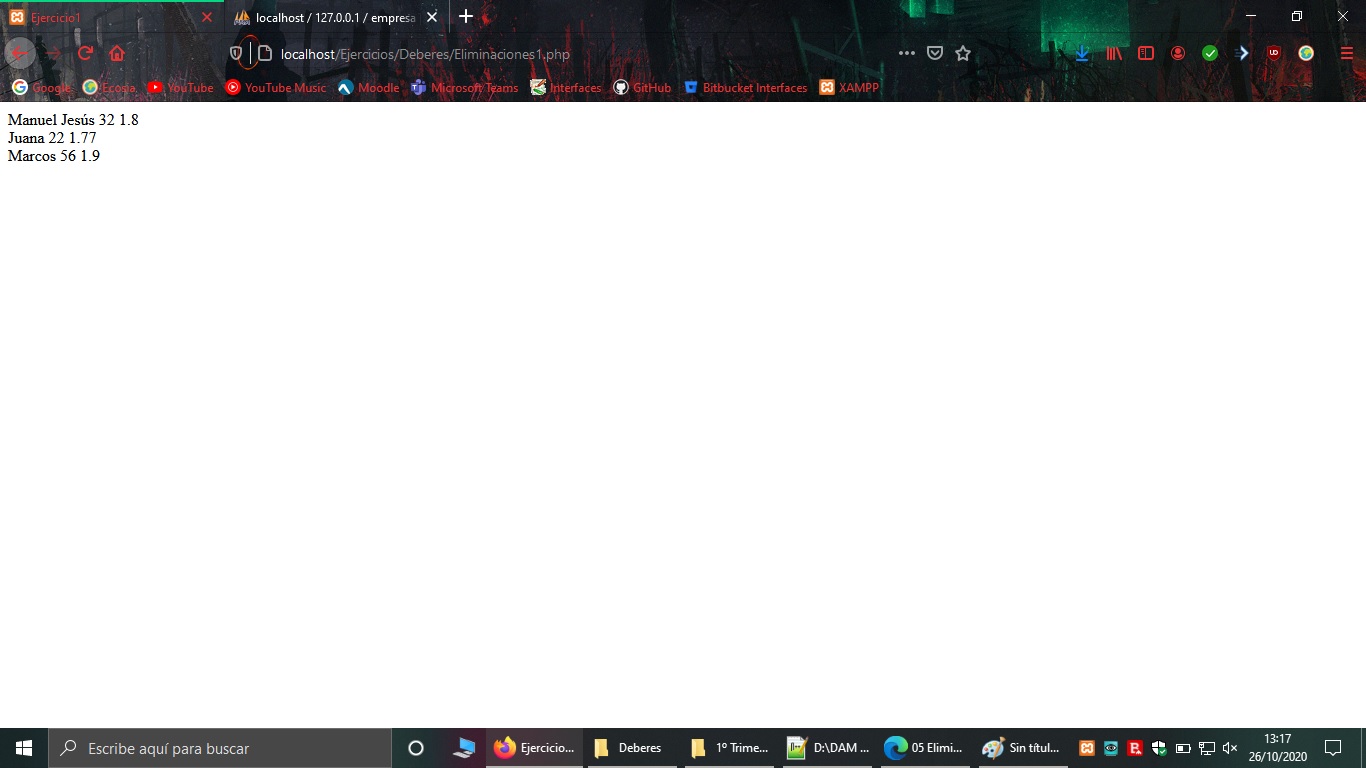 Ejercicio1
localhost / 127.0.0.1 / empresa
localhost/Ejercicios/Deberes/Eliminaciones1.php
Google Ecosia YouTube YouTube Music Moodle Microsoft Teams Interfaces GitHub Bitbucket Interfaces XAMPP
Manuel Jesús 32 1.8
Juana 22 1.77
Marcos 56 1.9
Escribe aquí para buscar
Ejercicio... Deberes 1º Trime... D:\DAM ... 05 Elimi... Sin títul...
13:17
26/10/2020